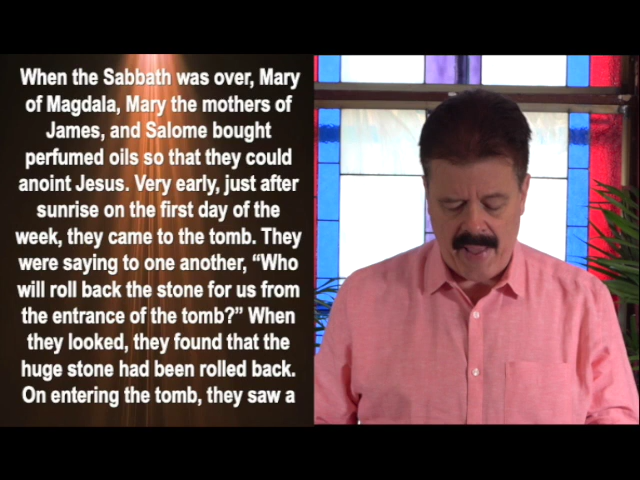 When the Sabbath was over, Mary
of Magdala, Mary the mothers of
James, and Salome bought
perfumed oils so that they could
anoint Jesus. Very early, just after
sunrise on the first day of the
week, they came to the tomb. They
were saying to one another, “Who
will roll back the stone for us from
the entrance of the tomb?” When
they looked, they found that the
huge stone had been rolled back.
On entering the tomb, they saw a